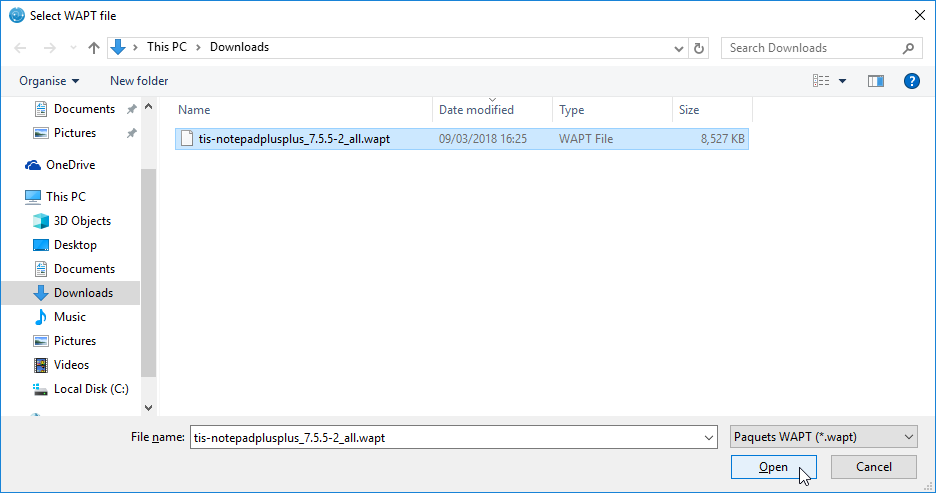 Select WAPT file
This PC > Downloads
Search Downloads
Organise New folder
?
Name Date modified Type Size
tis-notepadplusplus_7.5.5-2_all.wapt 09/03/2018 16:25 WAPT File 8,527 KB
Documents
Pictures
OneDrive
This PC
3D Objects
Desktop
Documents
Downloads
Music
Pictures
Videos
Local Disk (C:)
File name: tis-notepadplusplus_7.5.5-2_all.wapt Paquets WAPT (*.wapt)
Open Cancel